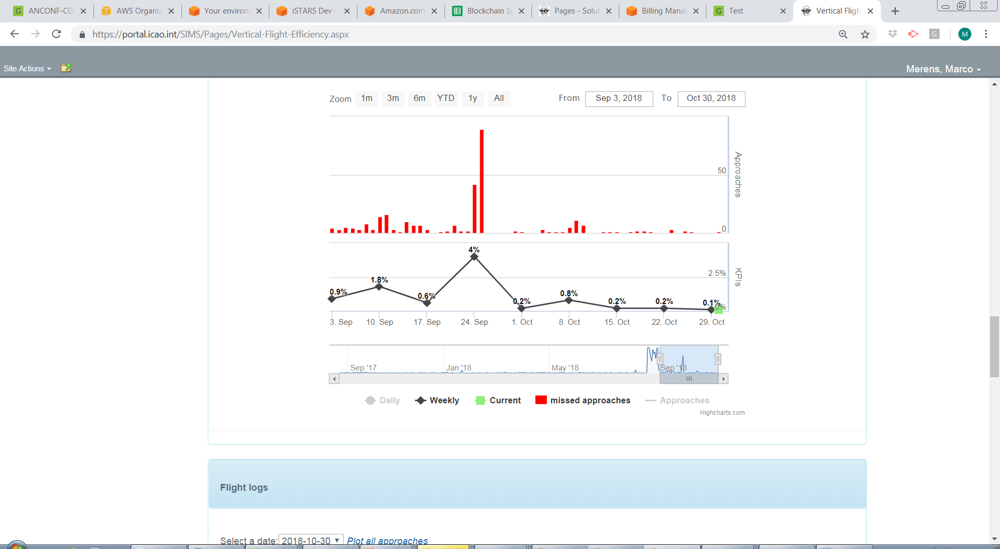 ANCONF-CG
AWS Organiz
Your environ
iSTARS Dev -
Amazon.com
Blockchain Sp
Pages - Solut
Billing Manag
G Test
Vertical Fligh
https://portal.icao.int/SIMS/Pages/Vertical-Flight-Efficiency.aspx
G
M
Site Actions
Merens, Marco
Zoom 1m 3m 6m YTD 1y All From Sep 3, 2018 To Oct 30, 2018
Approaches
50
0
KPIs
2.5%
0%
0.9% 1.8% 0.6% 4% 0.2% 0.8% 0.2% 0.2% 0.1%
3. Sep 10. Sep 17. Sep 24. Sep 1. Oct 8. Oct 15. Oct 22. Oct 29. Oct
Sep '17 Jan '18 May '18 Sep '18
Daily Weekly Current missed approaches Approaches
Highcharts.com
Flight logs
Select a date: 2018-10-30 Plot all approaches